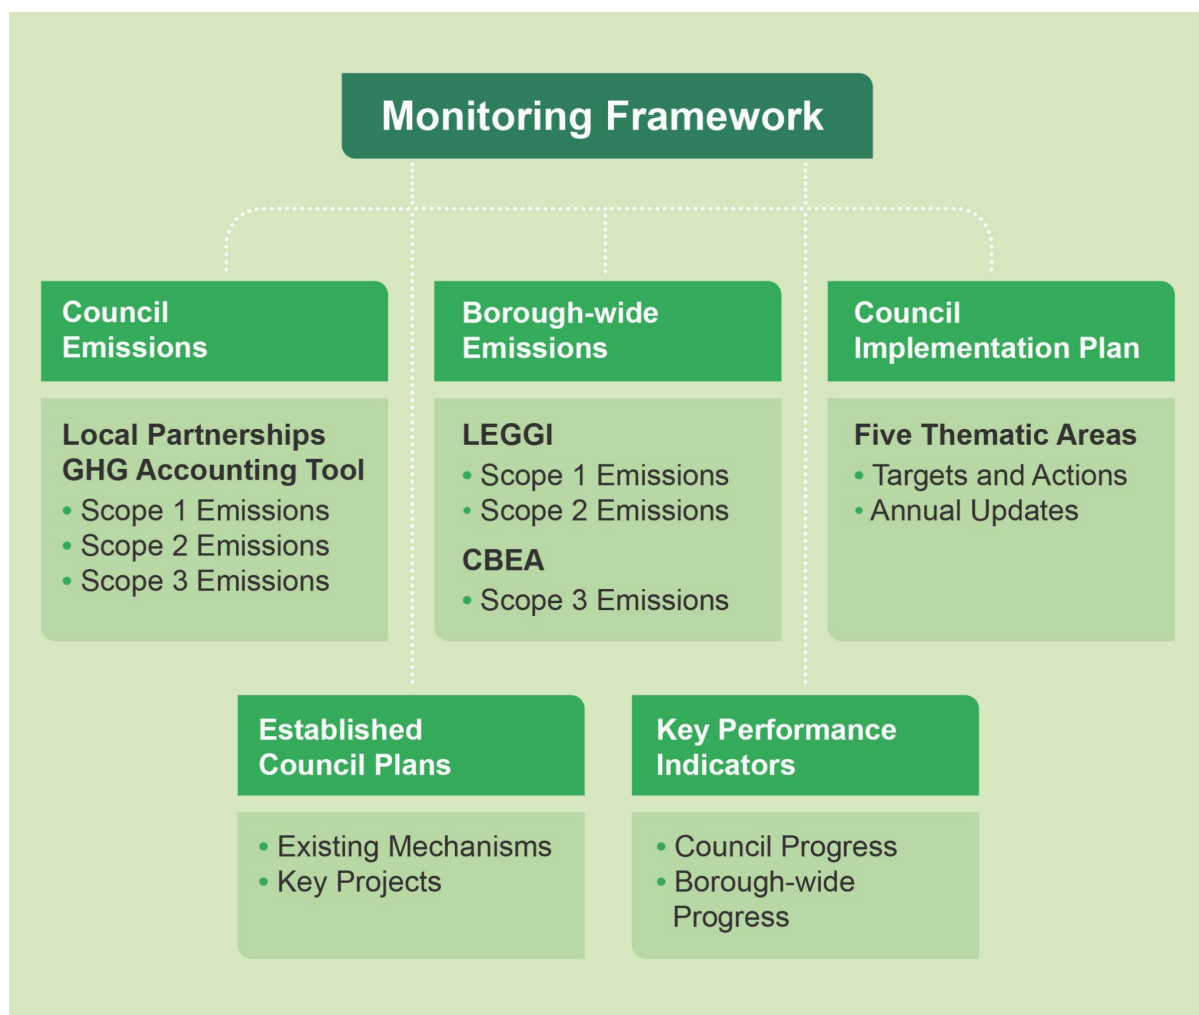 Monitoring Framework
Council
Emissions
Local Partnerships
GHG Accounting Tool
• Scope 1 Emissions
• Scope 2 Emissions
• Scope 3 Emissions
Borough-wide
Emissions
LEGGI
• Scope 1 Emissions
• Scope 2 Emissions
CBEA
• Scope 3 Emissions
Council
Implementation Plan
Five Thematic Areas
• Targets and Actions
• Annual Updates
Established
Council Plans
• Existing Mechanisms
• Key Projects
Key Performance
Indicators
• Council Progress
• Borough-wide
Progress